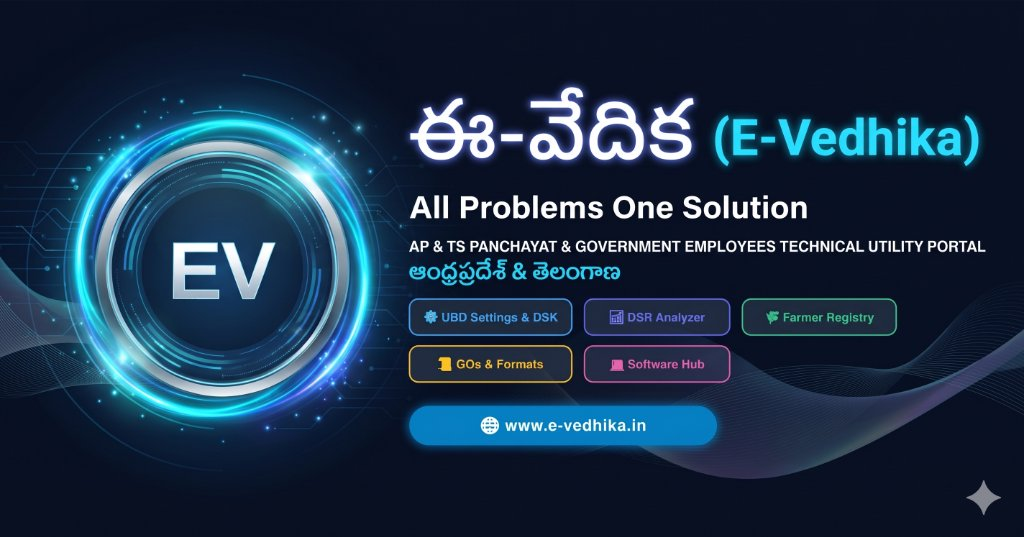 EV
ఈ-వేదిక (E-Vedhika)
All Problems One Solution
AP & TS PANCHAYAT & GOVERNMENT EMPLOYEES TECHNICAL UTILITY PORTAL
ఆంధ్రప్రదేశ్ & తెలంగాణ
UBD Settings & DSK
DSR Analyzer
Farmer Registry
GOs & Formats
Software Hub
www.e-vedhika.in